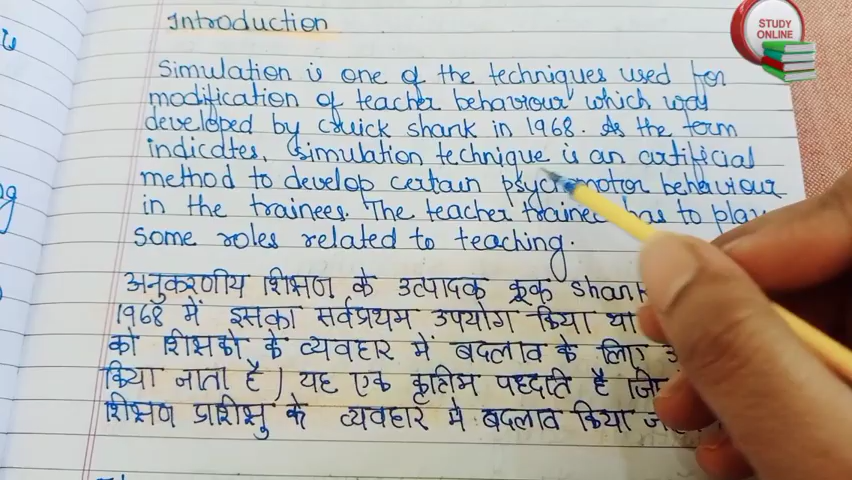 Introduction
STUDY
ONLINE
Simulation is one of the techniques used for
modification of teacher behaviour which was
developed by cruick shank in 1968. As the term
indicates, simulation technique is an artificial
method to develop certain psychomotor behaviour
in the trainees. The teacher trainee has to play
some roles related to teaching.
अनुकरणीय शिक्षण के उत्पादक क्रूक shank
1968 में इसका सर्वप्रथम उपयोग किया था
को शिक्षकों के व्यवहार में बदलाव के लिए
किया जाता है। यह एक कृत्रिम पद्दति है
शिक्षण प्रशिक्षु के व्यवहार मे बदलाव किया